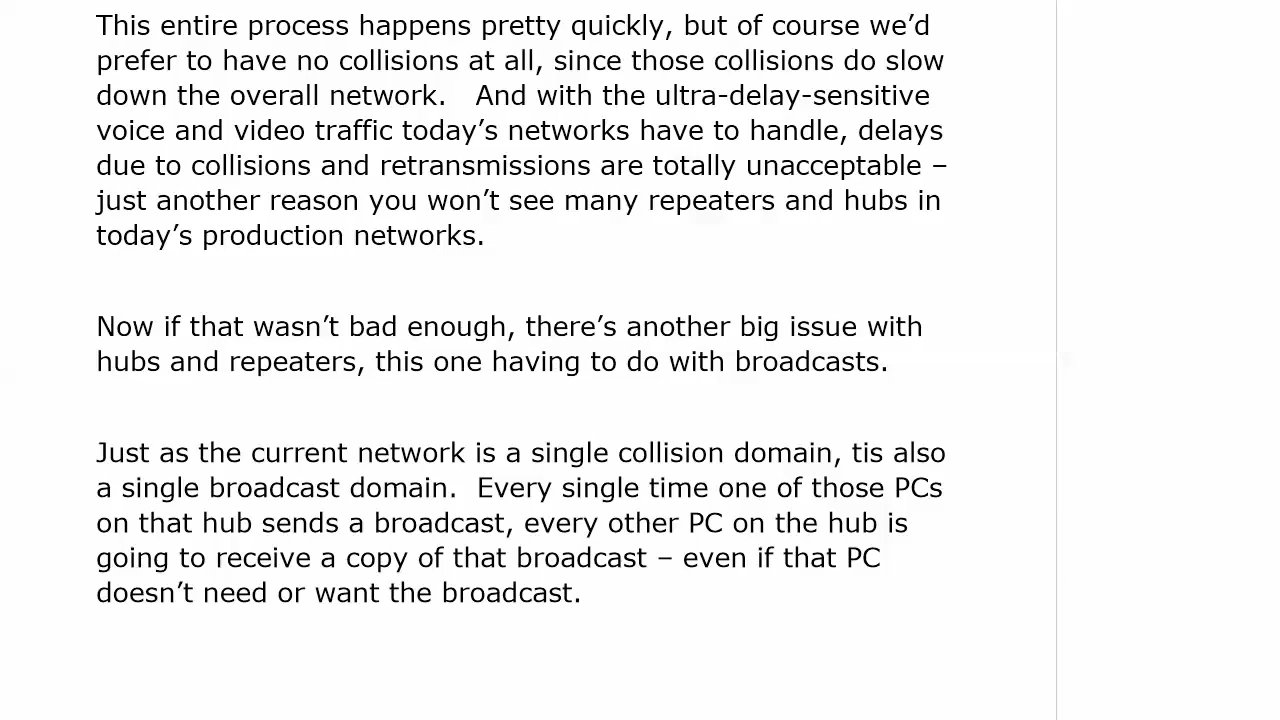 This entire process happens pretty quickly, but of course we’d
prefer to have no collisions at all, since those collisions do slow
down the overall network.   And with the ultra-delay-sensitive
voice and video traffic today’s networks have to handle, delays
due to collisions and retransmissions are totally unacceptable –
just another reason you won’t see many repeaters and hubs in
today’s production networks.
Now if that wasn’t bad enough, there’s another big issue with
hubs and repeaters, this one having to do with broadcasts.
Just as the current network is a single collision domain, tis also
a single broadcast domain.  Every single time one of those PCs
on that hub sends a broadcast, every other PC on the hub is
going to receive a copy of that broadcast – even if that PC
doesn’t need or want the broadcast.